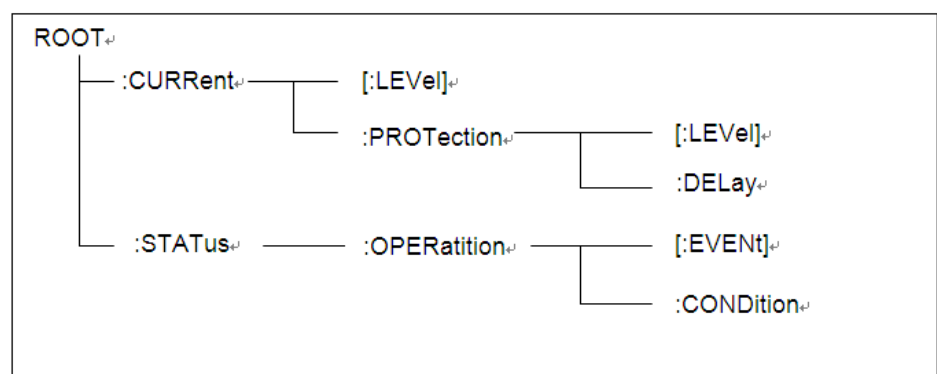 ROOT
:CURRent [:LEVel]
:PROTection [:LEVel]
:DELay
:STATus :OPERatition [:EVENt]
:CONDition